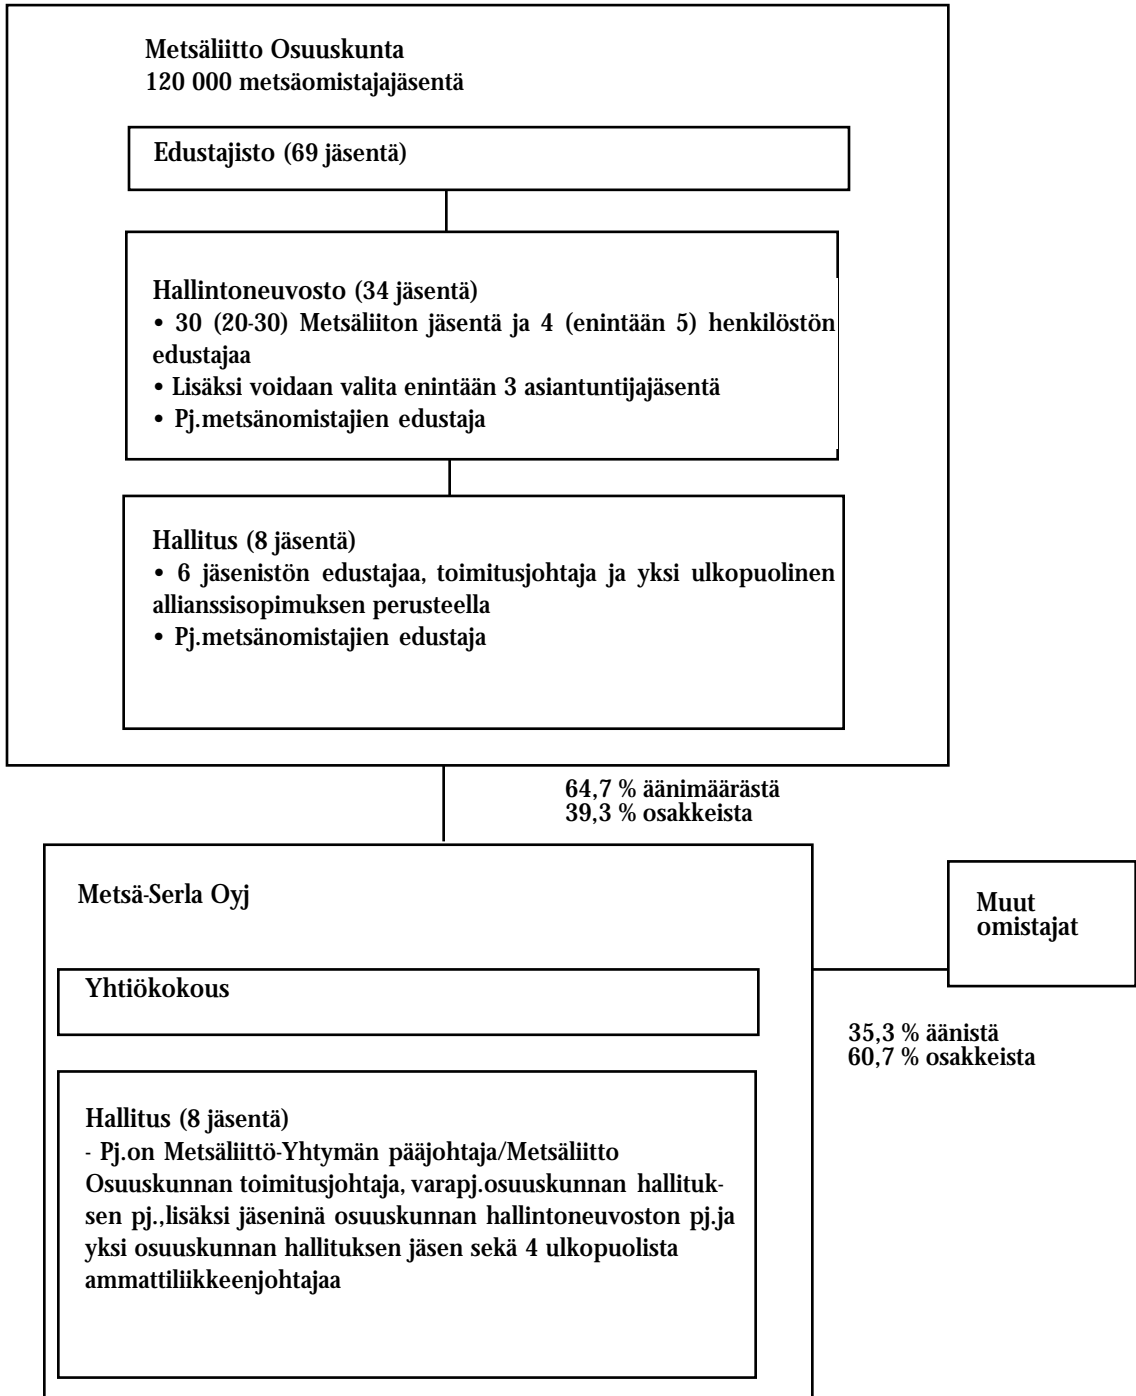 Metsäliitto Osuuskunta
120 000 metsäomistajajäsentä
Edustajisto (69 jäsentä)
Hallintoneuvosto (34 jäsentä)
• 30 (20-30) Metsäliiton jäsentä ja 4 (enintään 5) henkilöstön
edustajaa
• Lisäksi voidaan valita enintään 3 asiantuntijajäsentä
• Pj.metsänomistajien edustaja
Hallitus (8 jäsentä)
• 6 jäsenistön edustajaa, toimitusjohtaja ja yksi ulkopuolinen
allianssisopimuksen perusteella
• Pj.metsänomistajien edustaja
64,7 % äänimäärästä
39,3 % osakkeista
Metsä-Serla Oyj
Muut
omistajat
Yhtiökokous
35,3 % äänistä
60,7 % osakkeista
Hallitus (8 jäsentä)
- Pj.on Metsäliittö-Yhtymän pääjohtaja/Metsäliitto
Osuuskunnan toimitusjohtaja, varapj.osuuskunnan hallituk-
sen pj.,lisäksi jäseninä osuuskunnan hallintoneuvoston pj.ja
yksi osuuskunnan hallituksen jäsen sekä 4 ulkopuolista
ammattiliikkeenjohtajaa